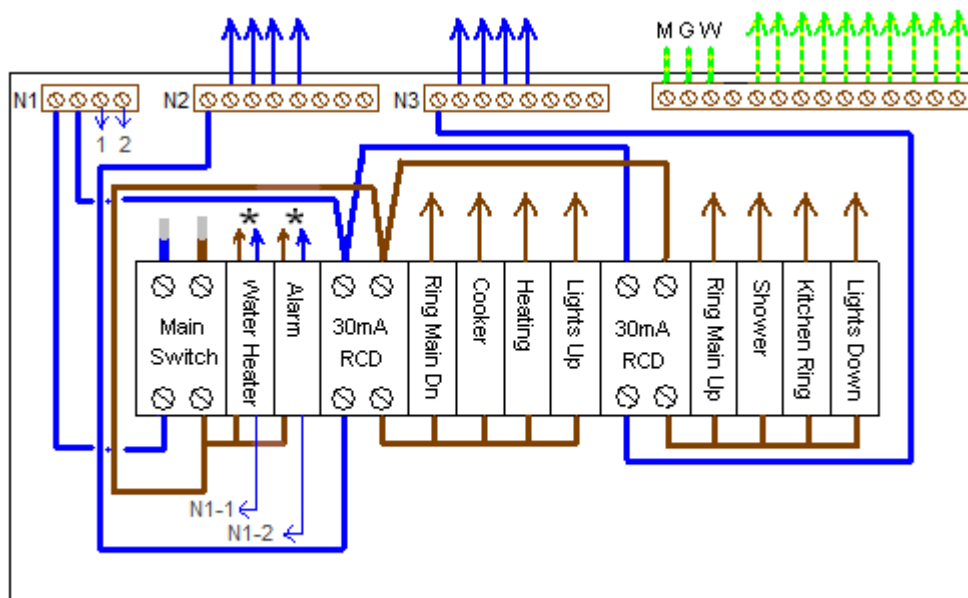 M G W
N1
N2
N3
1 2
* *
Main
Switch
Water Heater
Alarm
30mA
RCD
Ring Main Dn
Cooker
Heating
Lights Up
30mA
RCD
Ring Main Up
Shower
Kitchen Ring
Lights Down
N1-1
N1-2